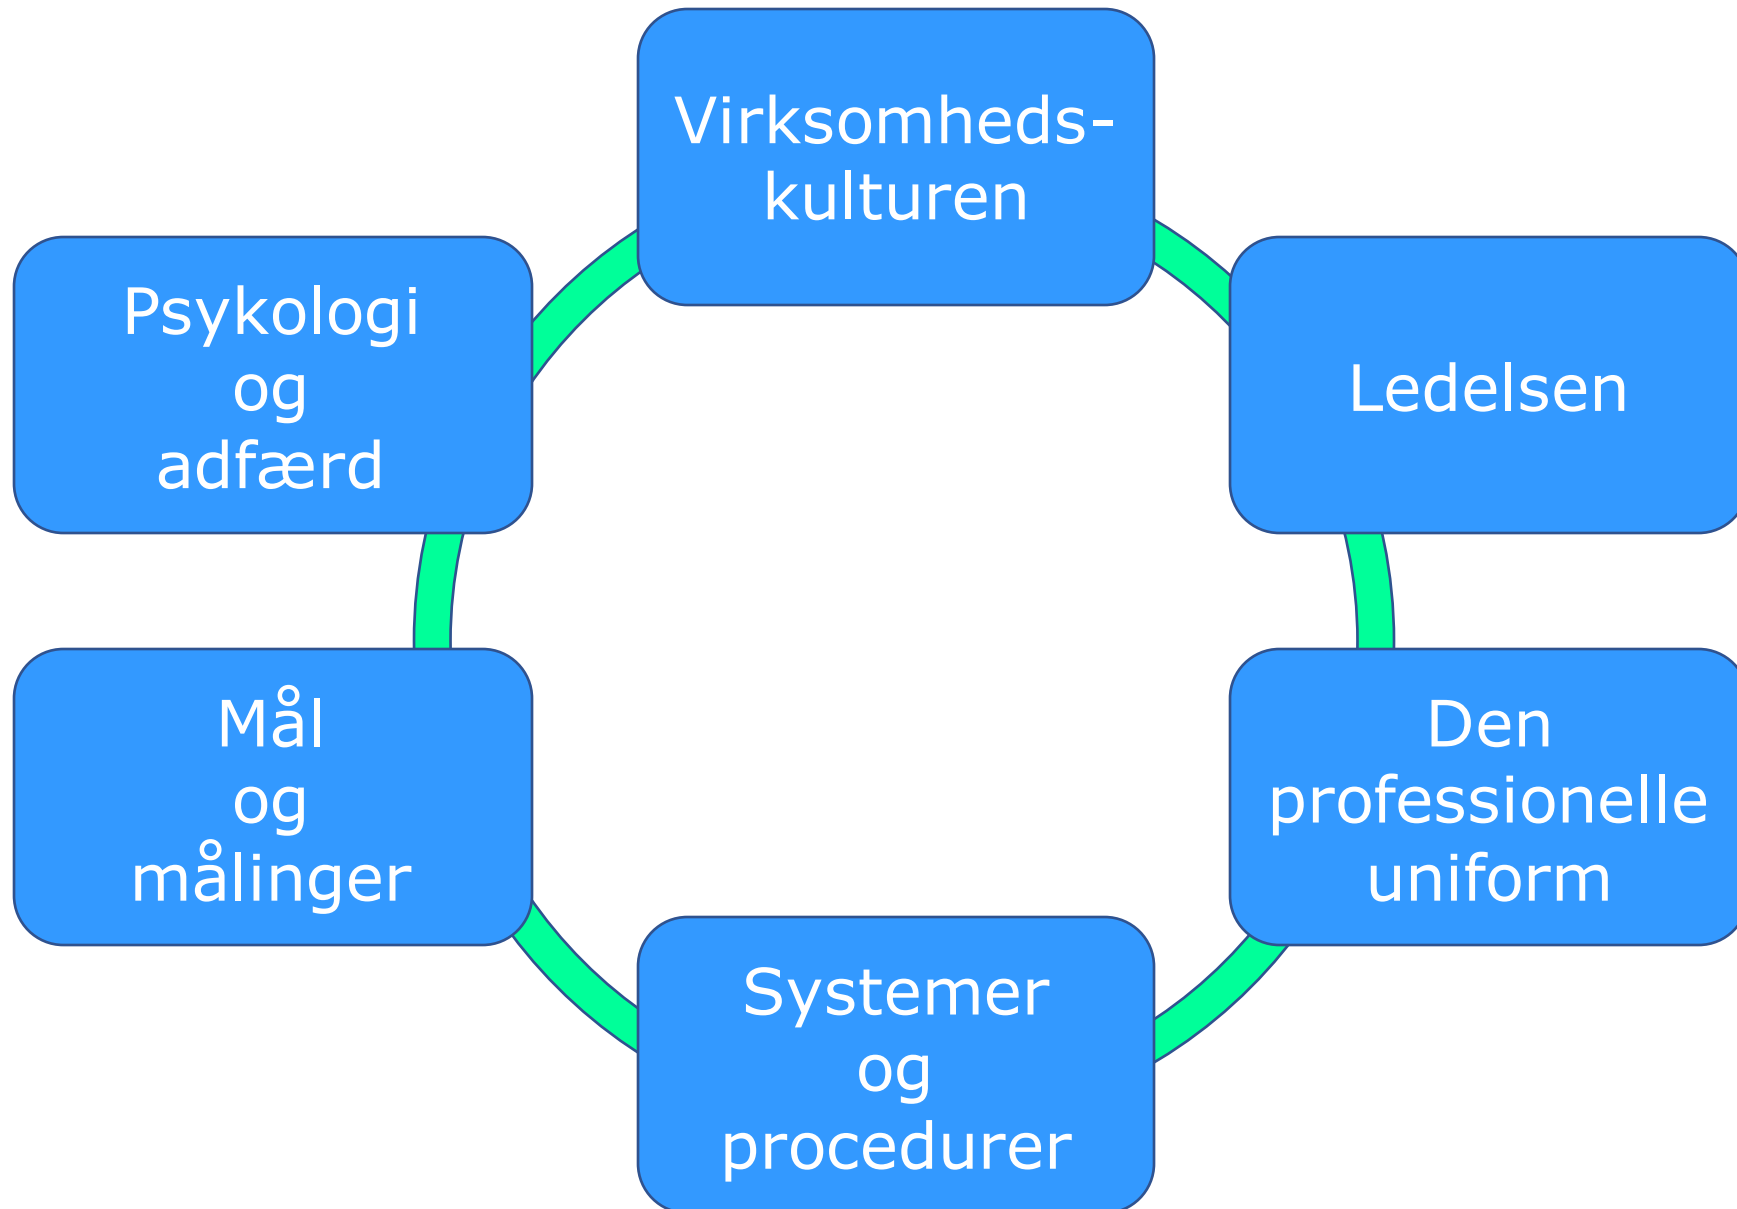 Virksomheds-
kulturen
Ledelsen
Den
professionelle
uniform
Systemer
og
procedurer
Mål
og
målinger
Psykologi
og
adfærd